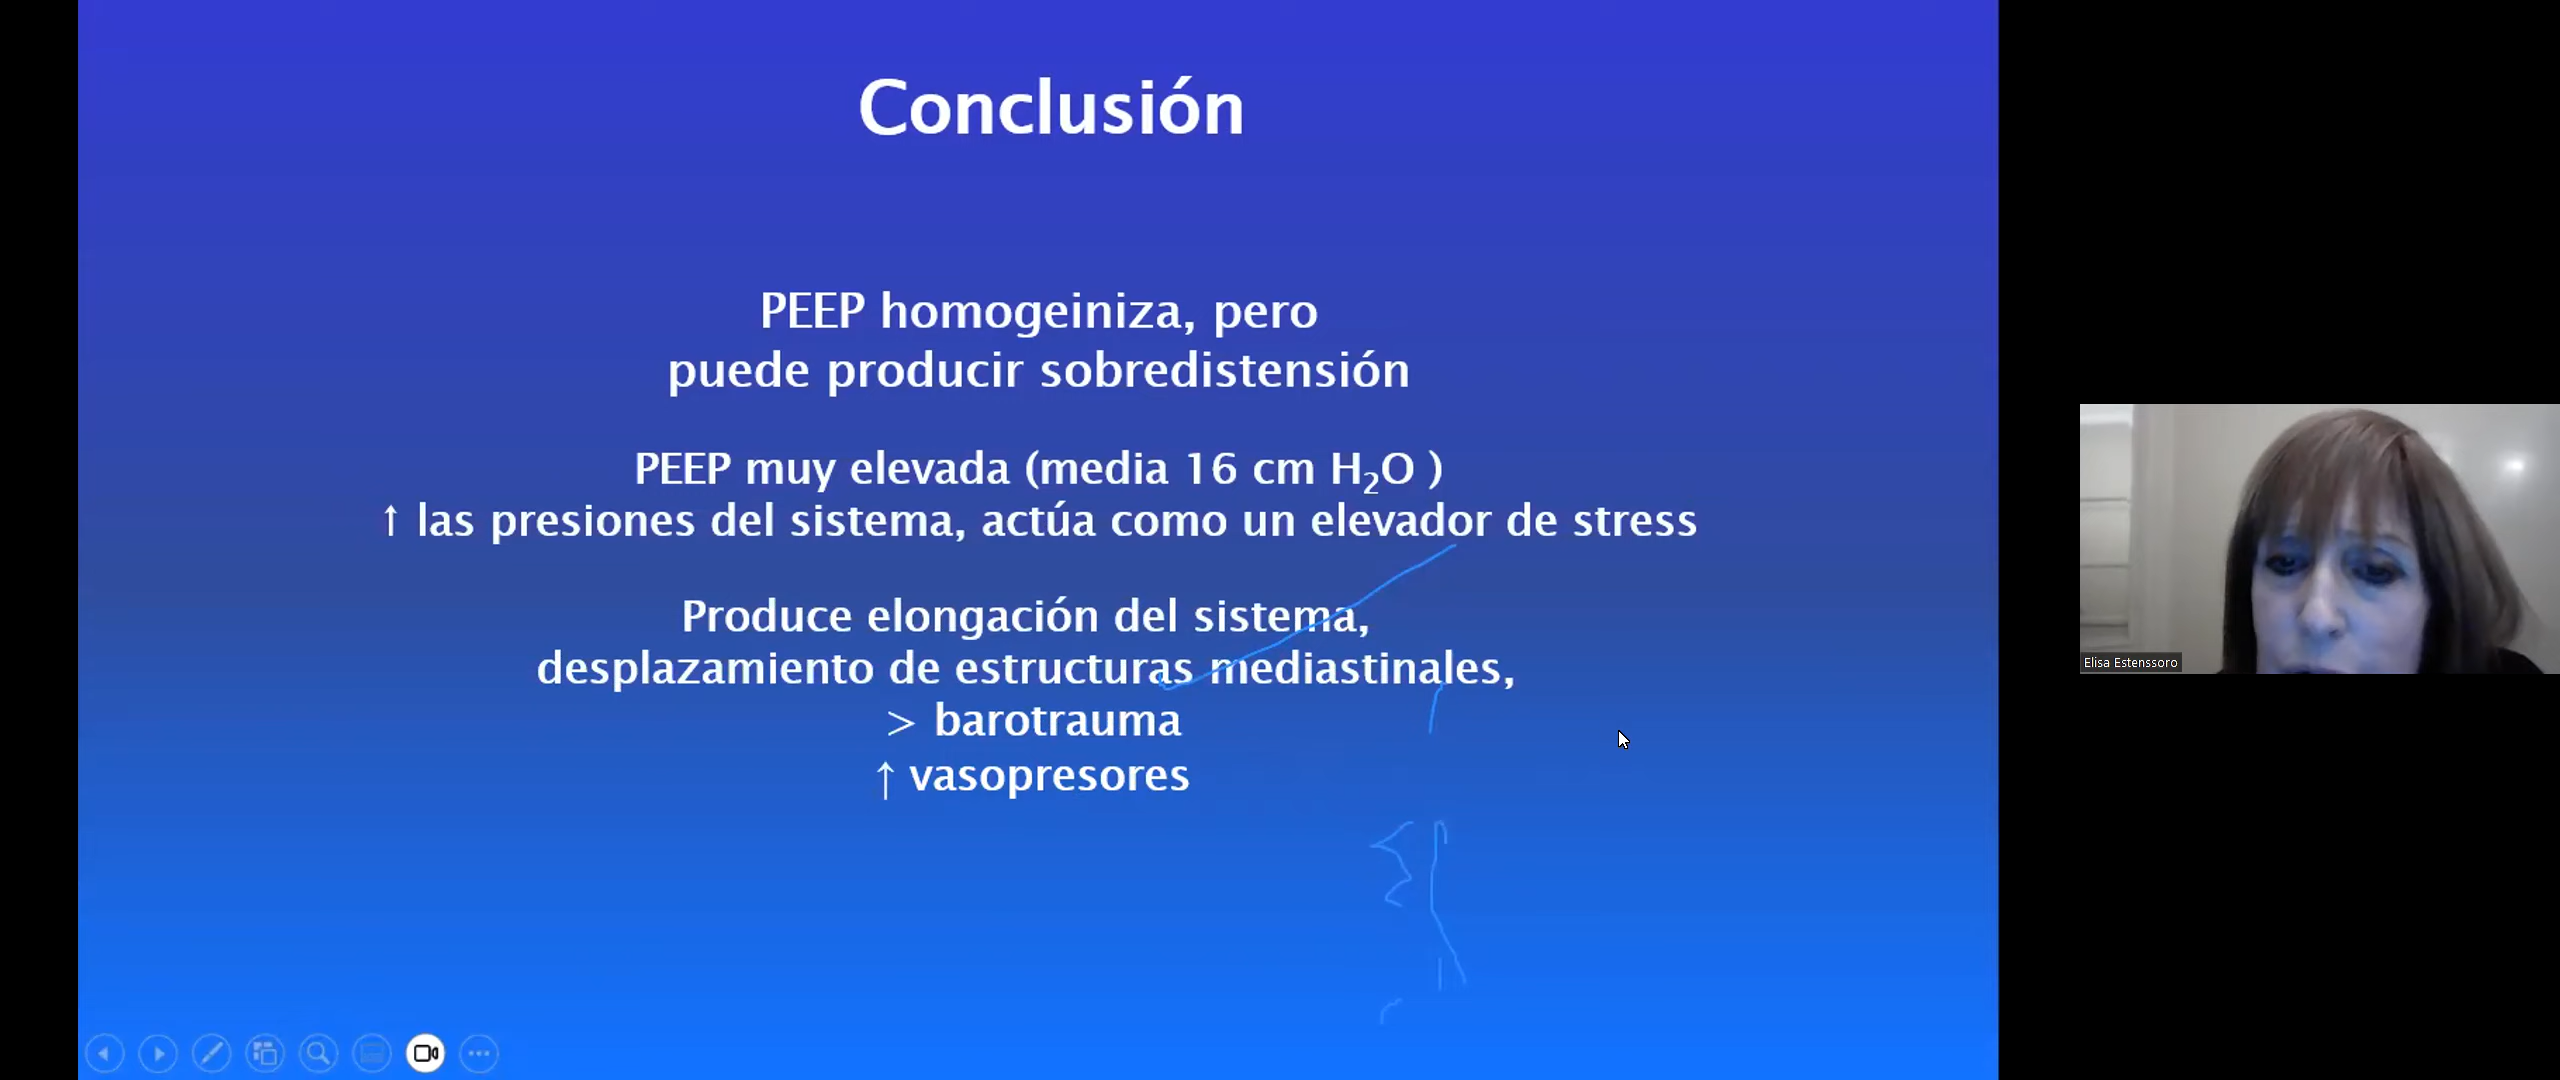 Conclusión
PEEP homogeiniza, pero
puede producir sobredistensión
PEEP muy elevada (media 16 cm H₂O )
↑ las presiones del sistema, actúa como un elevador de stress
Produce elongación del sistema,
desplazamiento de estructuras mediastinales,
> barotrauma
↑ vasopresores
Elisa Estenssoro